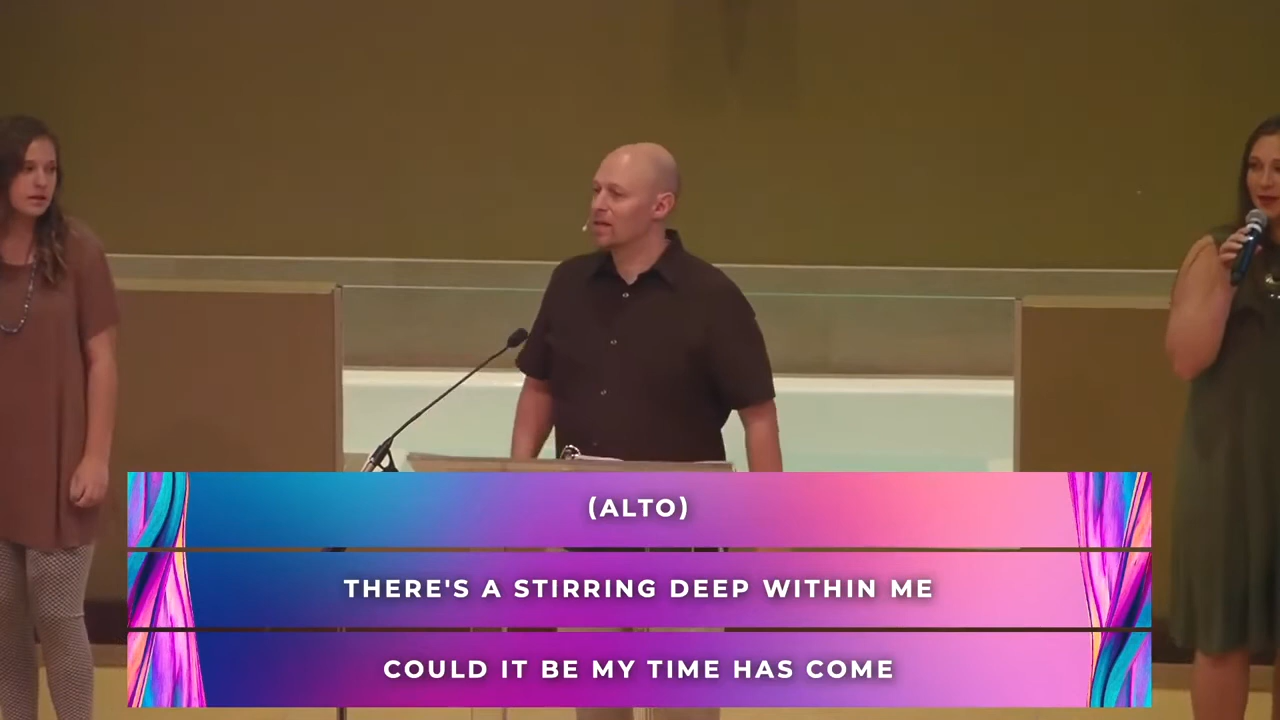 (ALTO)
THERE'S A STIRRING DEEP WITHIN ME
COULD IT BE MY TIME HAS COME